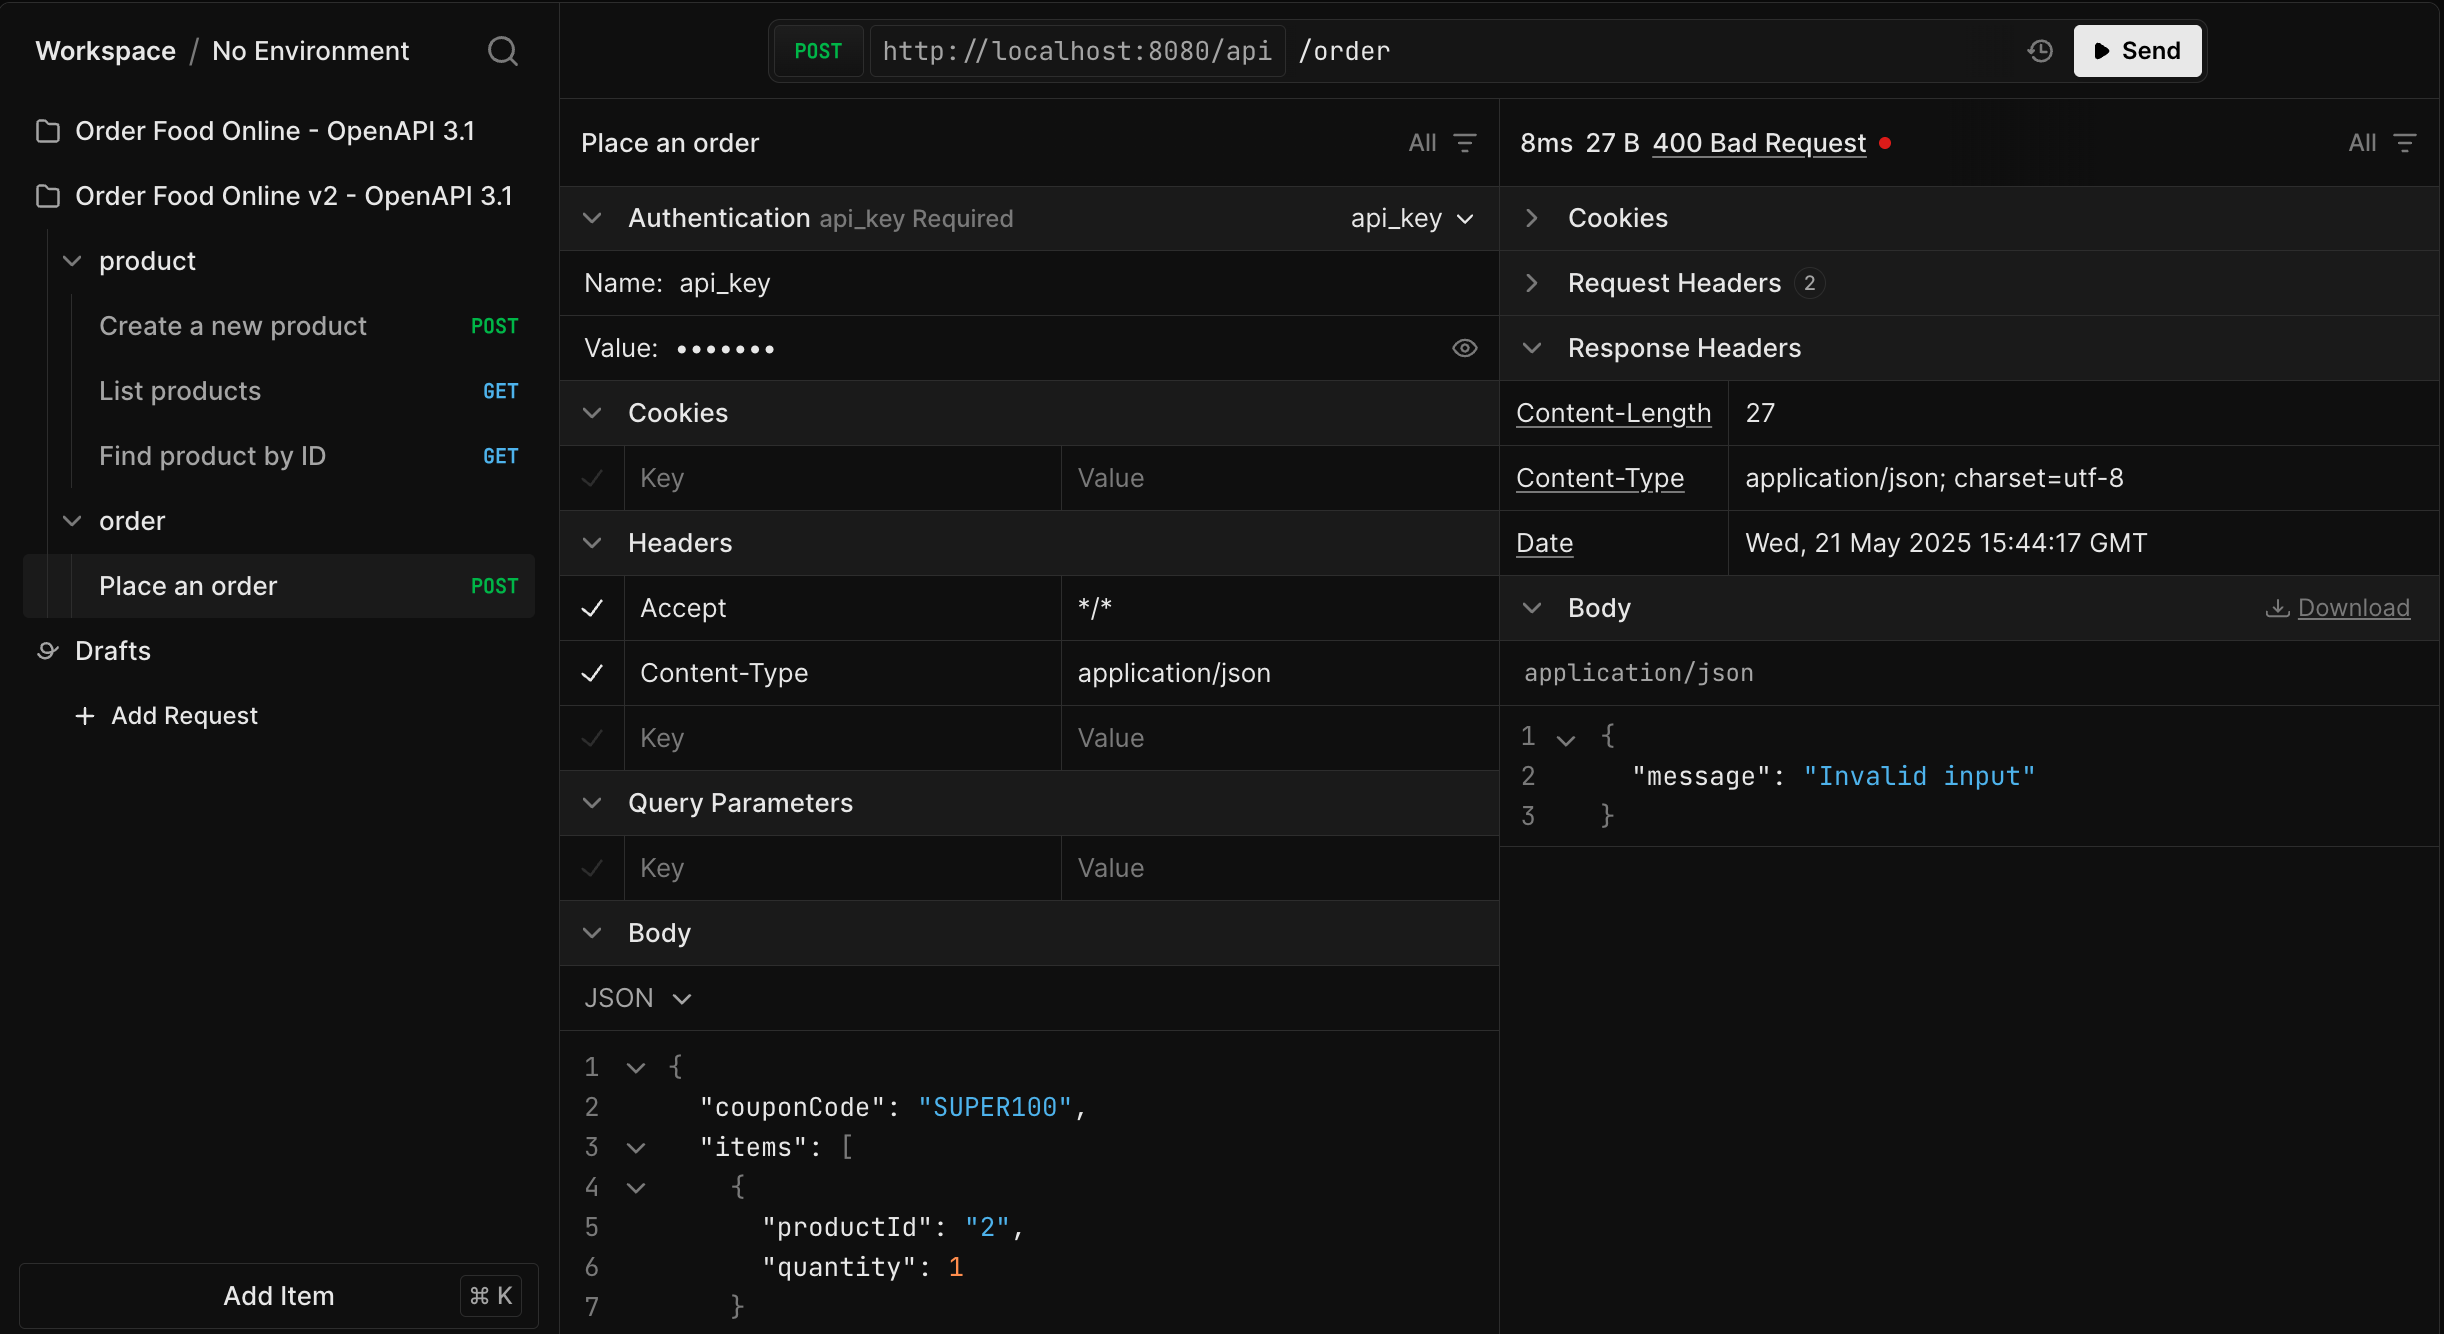 Workspace / No Environment
Order Food Online - OpenAPI 3.1
Order Food Online v2 - OpenAPI 3.1
product
Create a new product POST
List products GET
Find product by ID GET
order
Place an order POST
Drafts
+ Add Request
Add Item ⌘ K
POST http://localhost:8080/api /order Send
Place an order All
Authentication api_key Required api_key
Name: api_key
Value: •••••••
Cookies
Key Value
Headers
Accept */*
Content-Type application/json
Key Value
Query Parameters
Key Value
Body
JSON
1 {
2 "couponCode": "SUPER100",
3 "items": [
4 {
5 "productId": "2",
6 "quantity": 1
7 }
8ms 27 B 400 Bad Request All
Cookies
Request Headers 2
Response Headers
Content-Length 27
Content-Type application/json; charset=utf-8
Date Wed, 21 May 2025 15:44:17 GMT
Body Download
application/json
1 {
2 "message": "Invalid input"
3 }